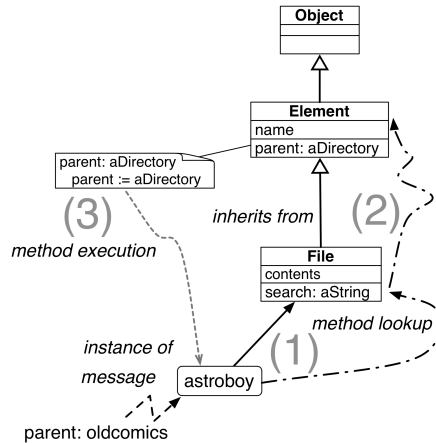 Object
Element
name
parent: aDirectory
parent: aDirectory
parent := aDirectory
(3)
(2)
inherits from
method execution
File
contents
search: aString
method lookup
(1)
instance of
message
astroboy
parent: oldcomics